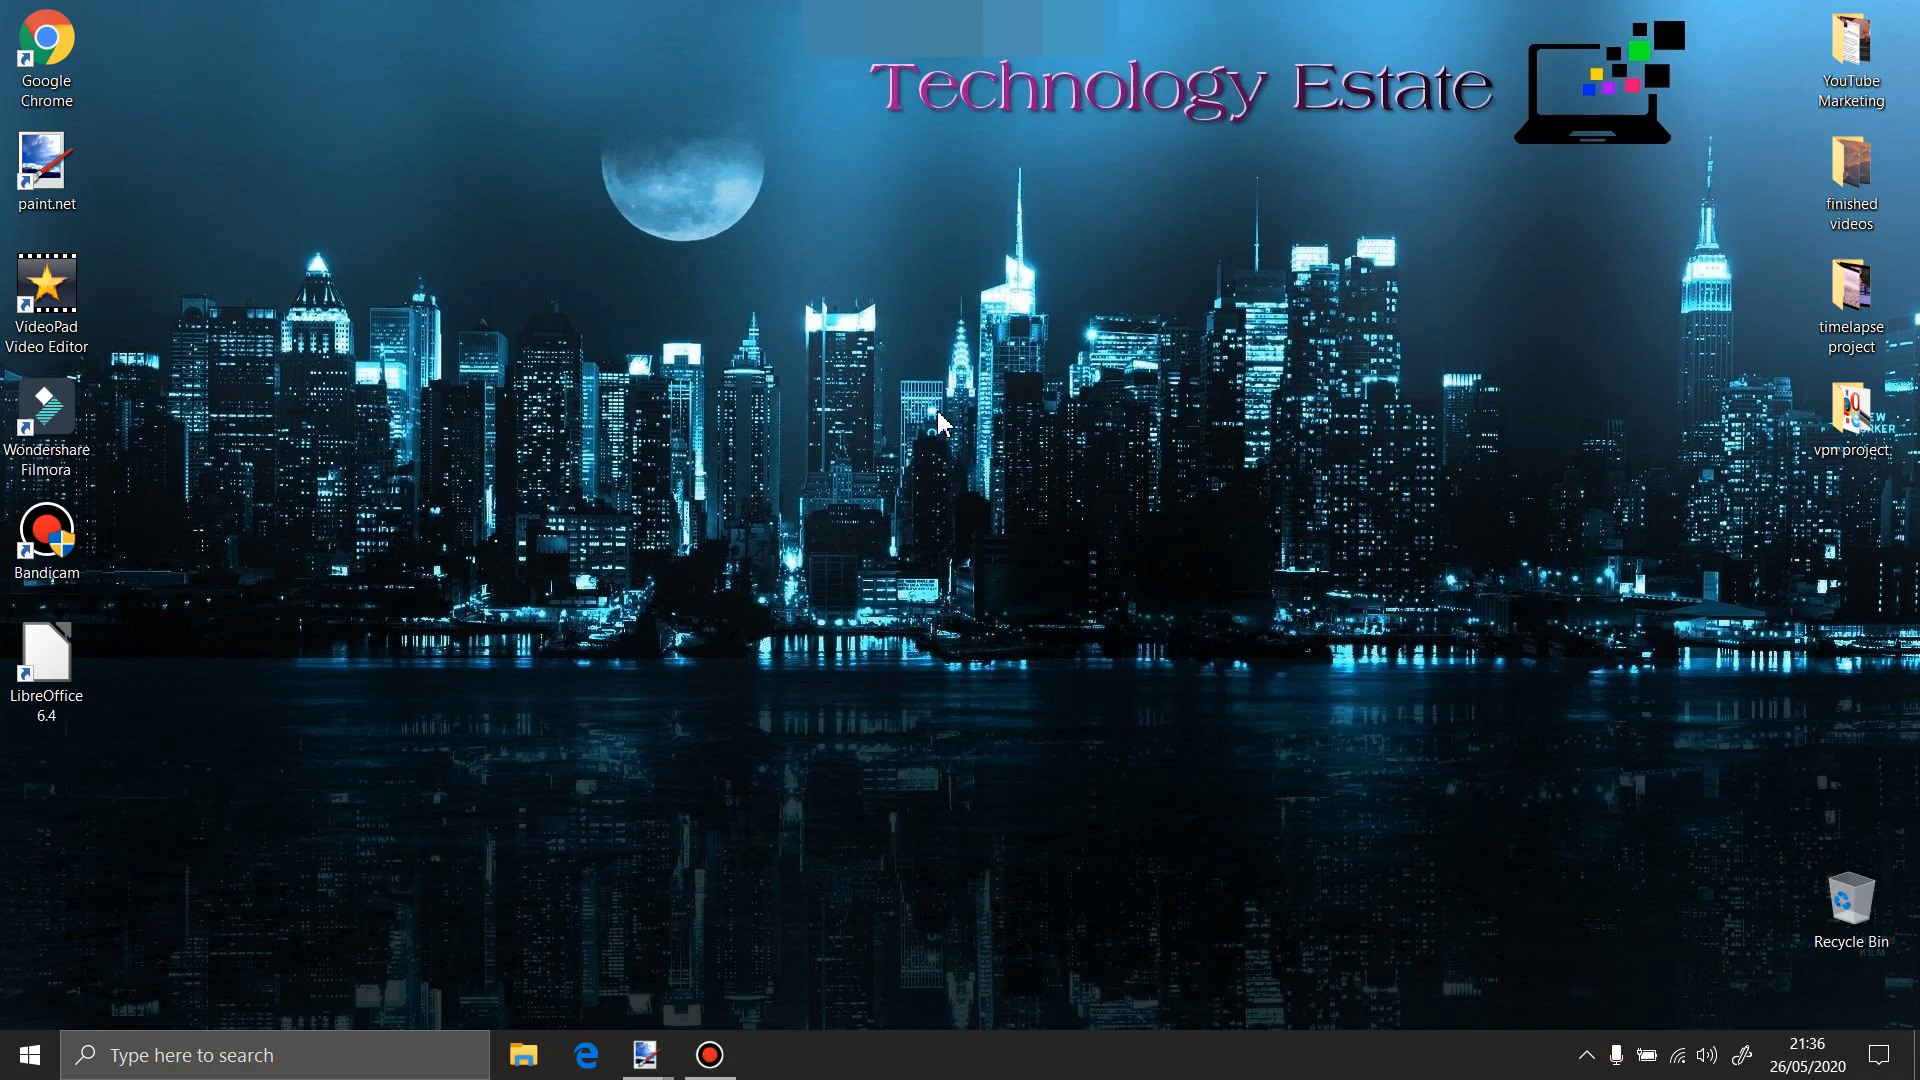 Technology Estate
Google
Chrome
paint.net
VideoPad
Video Editor
Wondershare
Filmora
Bandicam
LibreOffice
6.4
YouTube
Marketing
finished
videos
timelapse
project
vpn project
Recycle Bin
Type here to search
21:36
26/05/2020